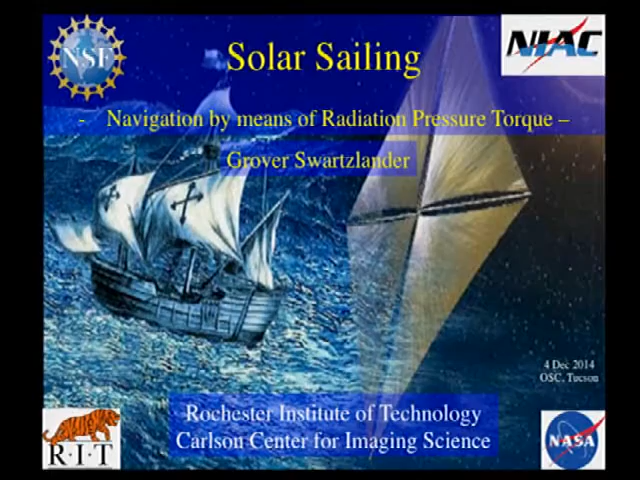 NSF
Solar Sailing
NIAC
- Navigation by means of Radiation Pressure Torque –
Grover Swartzlander
4 Dec 2014
OSC, Tucson
Rochester Institute of Technology
Carlson Center for Imaging Science
R·I·T
NASA